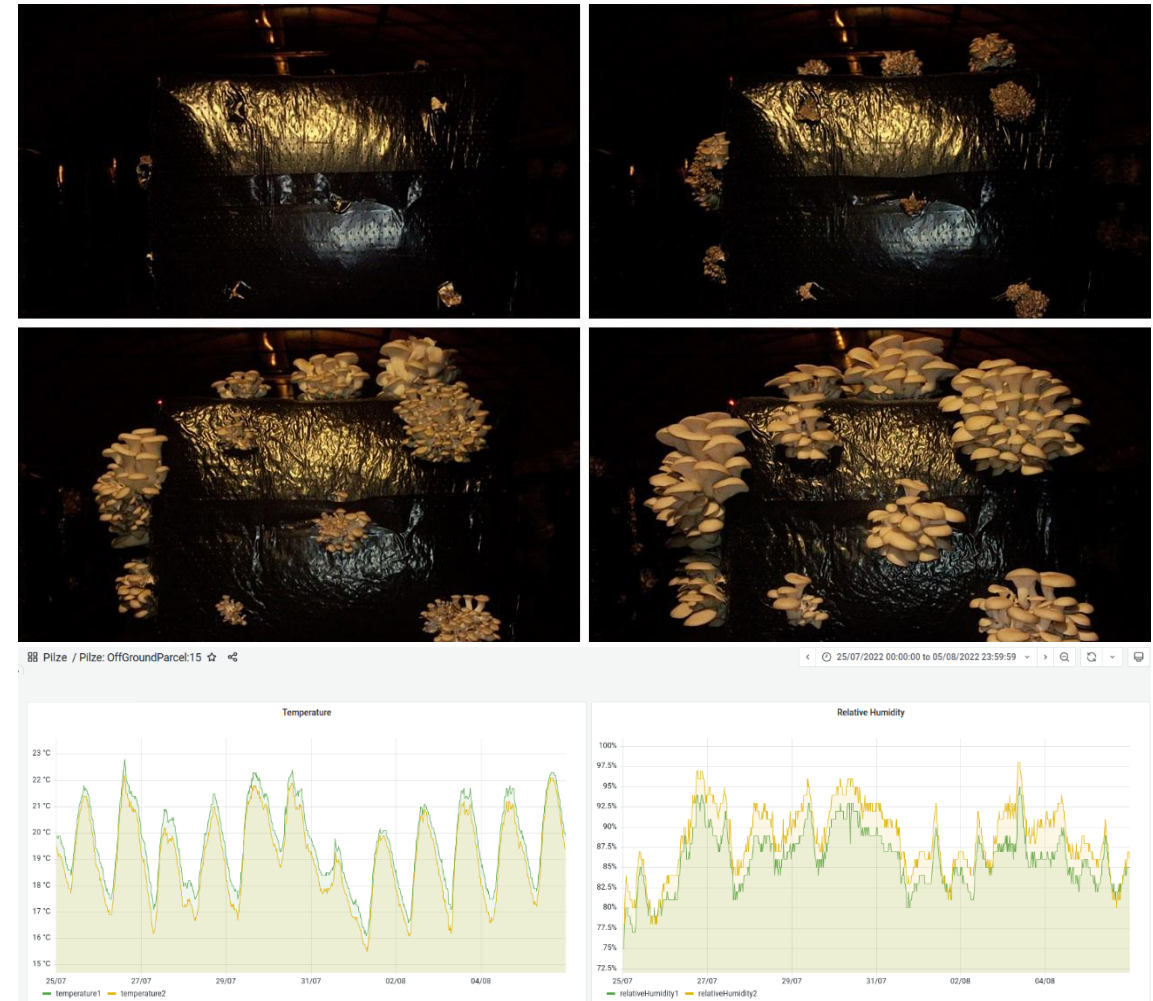 Pilze / Pilze: OffGroundParcel:15
25/07/2022 00:00:00 to 05/08/2022 23:59:59
Temperature
23 °C
22 °C
21 °C
20 °C
19 °C
18 °C
17 °C
16 °C
15 °C
25/07 27/07 29/07 31/07 02/08 04/08
temperature1 temperature2
Relative Humidity
100%
97.5%
95%
92.5%
90%
87.5%
85%
82.5%
80%
77.5%
75%
72.5%
25/07 27/07 29/07 31/07 02/08 04/08
relativeHumidity1 relativeHumidity2